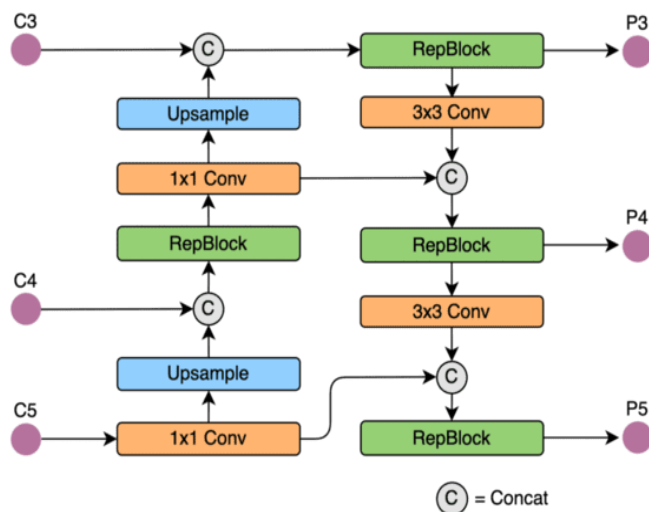 C3
C
RepBlock
P3
Upsample
3x3 Conv
1x1 Conv
C
RepBlock
RepBlock
P4
C4
C
3x3 Conv
Upsample
C
C5
1x1 Conv
RepBlock
P5
C = Concat